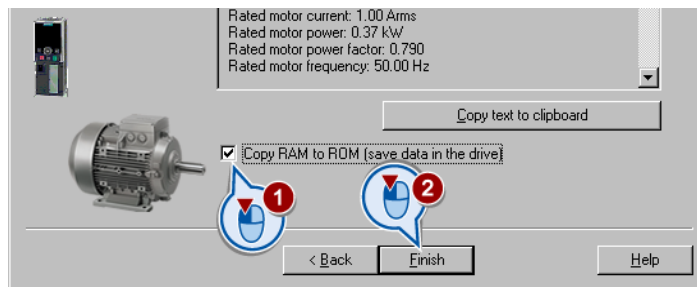 Rated motor current: 1.00 Arms
Rated motor power: 0.37 kW
Rated motor power factor: 0.790
Rated motor frequency: 50.00 Hz
Copy text to clipboard
Copy RAM to ROM (save data in the drive)
1
2
< Back
Finish
Help